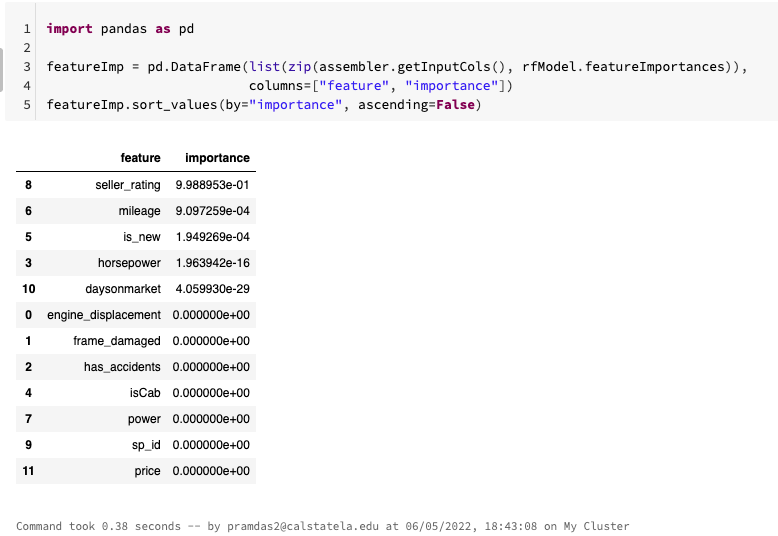 1 import pandas as pd
2
3 featureImp = pd.DataFrame(list(zip(assembler.getInputCols(), rfModel.featureImportances)),
4 columns=["feature", "importance"])
5 featureImp.sort_values(by="importance", ascending=False)
feature importance
8 seller_rating 9.988953e-01
6 mileage 9.097259e-04
5 is_new 1.949269e-04
3 horsepower 1.963942e-16
10 daysonmarket 4.059930e-29
0 engine_displacement 0.000000e+00
1 frame_damaged 0.000000e+00
2 has_accidents 0.000000e+00
4 isCab 0.000000e+00
7 power 0.000000e+00
9 sp_id 0.000000e+00
11 price 0.000000e+00
Command took 0.38 seconds -- by pramdas2@calstatela.edu at 06/05/2022, 18:43:08 on My Cluster